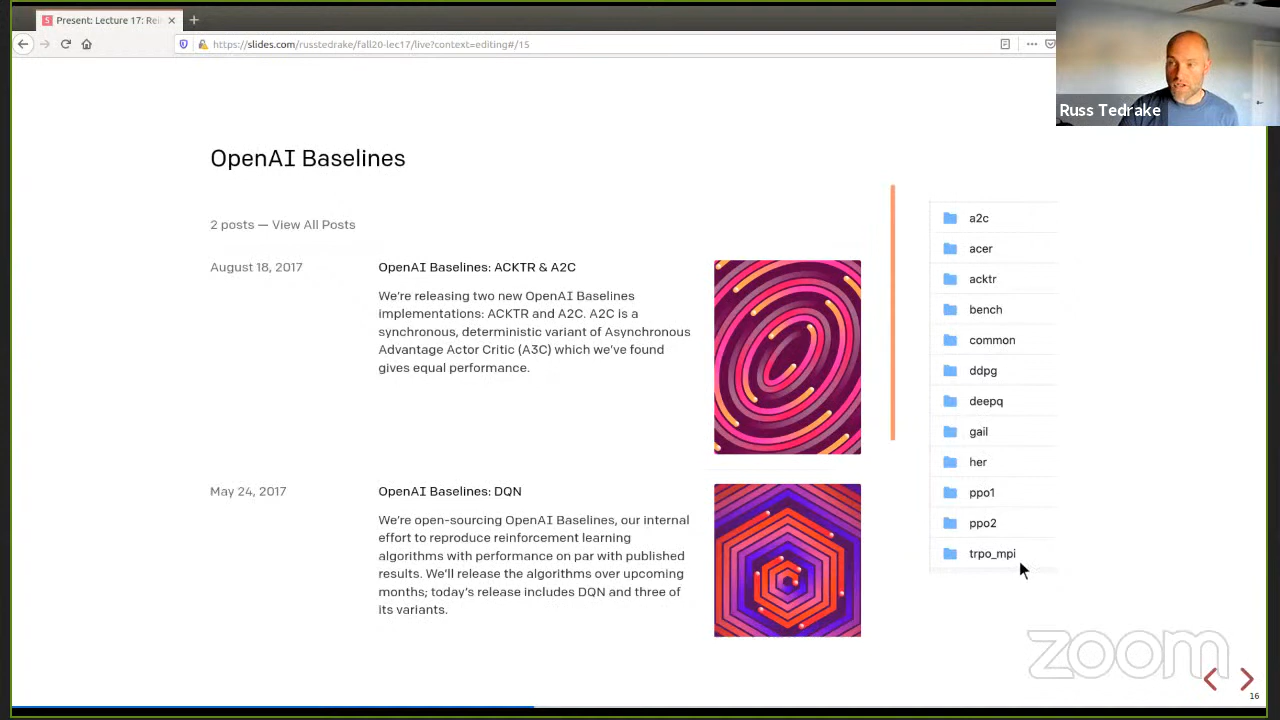 Present: Lecture 17: Rei
https://slides.com/russtedrake/fall20-lec17/live?context=editing#/15
Russ Tedrake
OpenAI Baselines
2 posts — View All Posts
August 18, 2017
OpenAI Baselines: ACKTR & A2C
We're releasing two new OpenAI Baselines
implementations: ACKTR and A2C. A2C is a
synchronous, deterministic variant of Asynchronous
Advantage Actor Critic (A3C) which we've found
gives equal performance.
May 24, 2017
OpenAI Baselines: DQN
We're open-sourcing OpenAI Baselines, our internal
effort to reproduce reinforcement learning
algorithms with performance on par with published
results. We'll release the algorithms over upcoming
months; today's release includes DQN and three of
its variants.
a2c
acer
acktr
bench
common
ddpg
deepq
gail
her
ppo1
ppo2
trpo_mpi
zoom
16